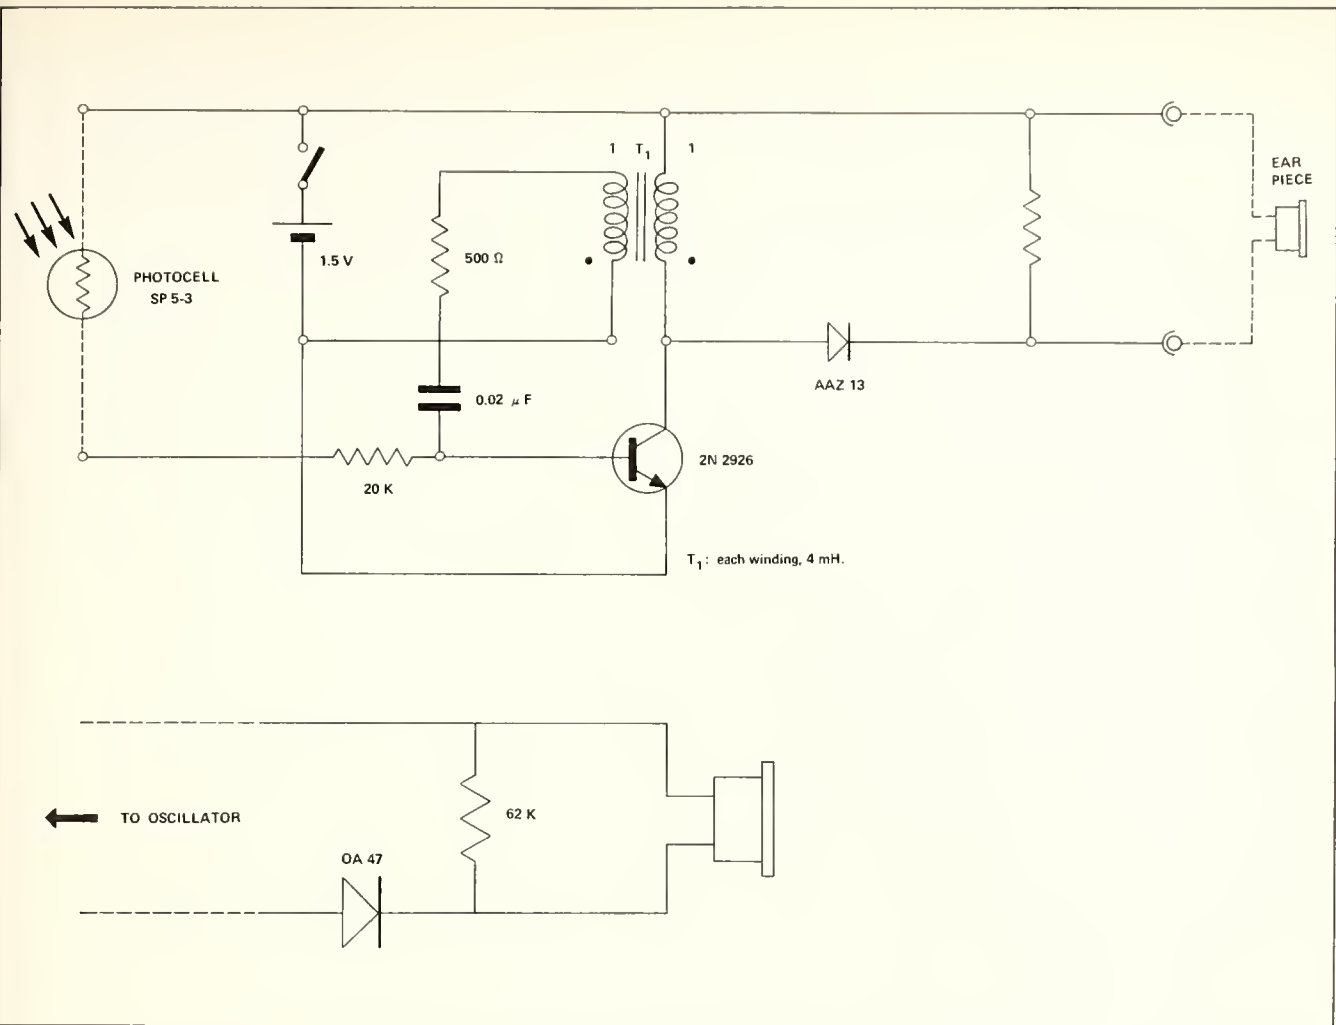 1 T1 1
EAR
PIECE
1.5 V
500 Ω
PHOTOCELL
SP 5-3
AAZ 13
0.02 μ F
2N 2926
20 K
T1: each winding, 4 mH.
62 K
TO OSCILLATOR
OA 47